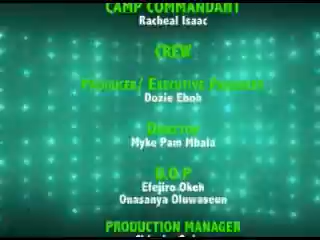 CAMP COMMANDANT
Racheal Isaac
CREW
Producer/ Executive Producer
Dozie Eboh
Director
Myke Pam Mbala
D.O.P
Efejiro Okeh
Onasanya Oluwaseun
PRODUCTION MANAGER